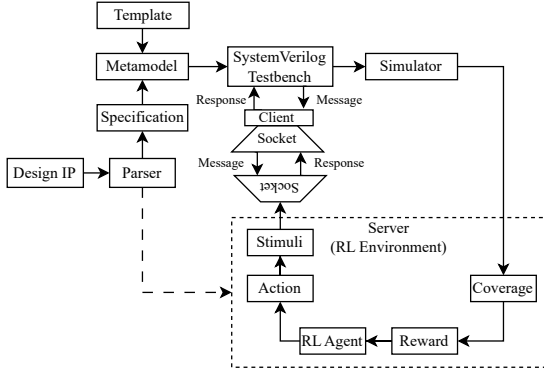 Template
Metamodel
SystemVerilog
Testbench
Simulator
Response
Message
Specification
Client
Socket
Message
Response
Design IP
Parser
Socket
Server
(RL Environment)
Stimuli
Action
Coverage
RL Agent
Reward